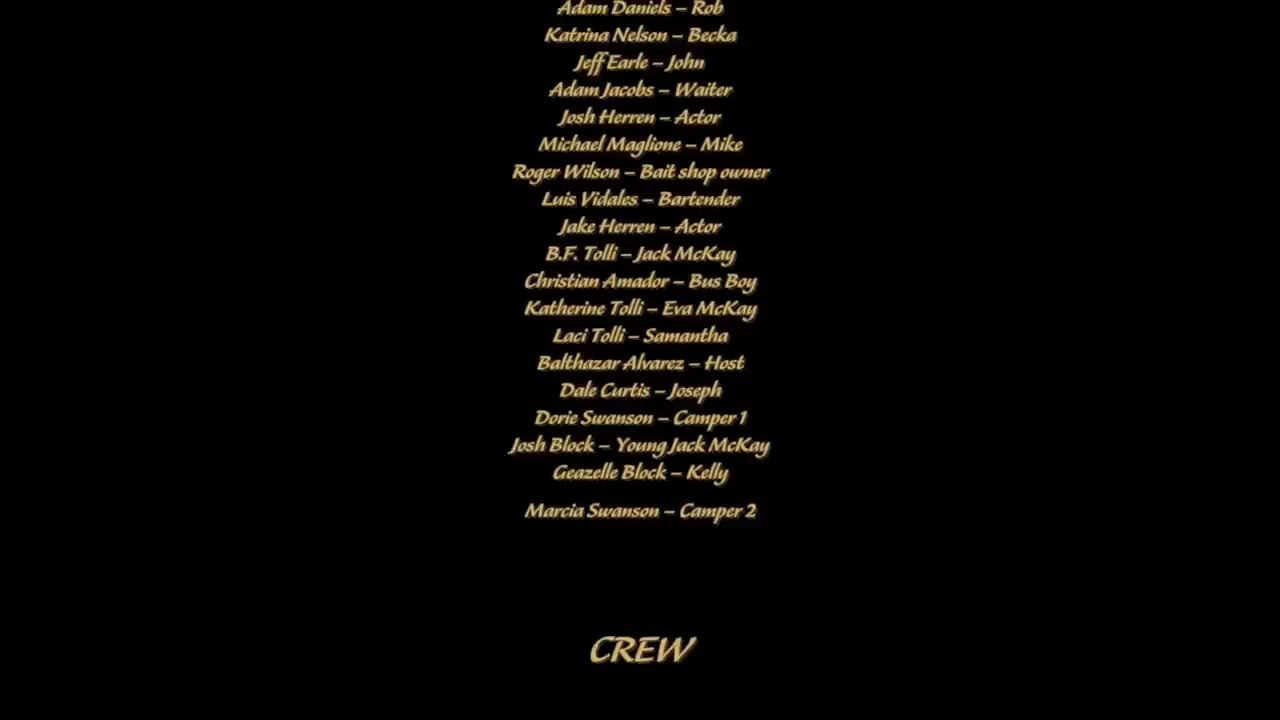 Adam Daniels – Rob
Katrina Nelson – Becka
Jeff Earle – John
Adam Jacobs – Waiter
Josh Herren – Actor
Michael Maglione – Mike
Roger Wilson – Bait shop owner
Luis Vidales – Bartender
Jake Herren – Actor
B.F. Tolli – Jack McKay
Christian Amador – Bus Boy
Katherine Tolli – Eva McKay
Laci Tolli – Samantha
Balthazar Alvarez – Host
Dale Curtis – Joseph
Dorie Swanson – Camper 1
Josh Block – Young Jack McKay
Geazelle Block – Kelly
Marcia Swanson – Camper 2
CREW